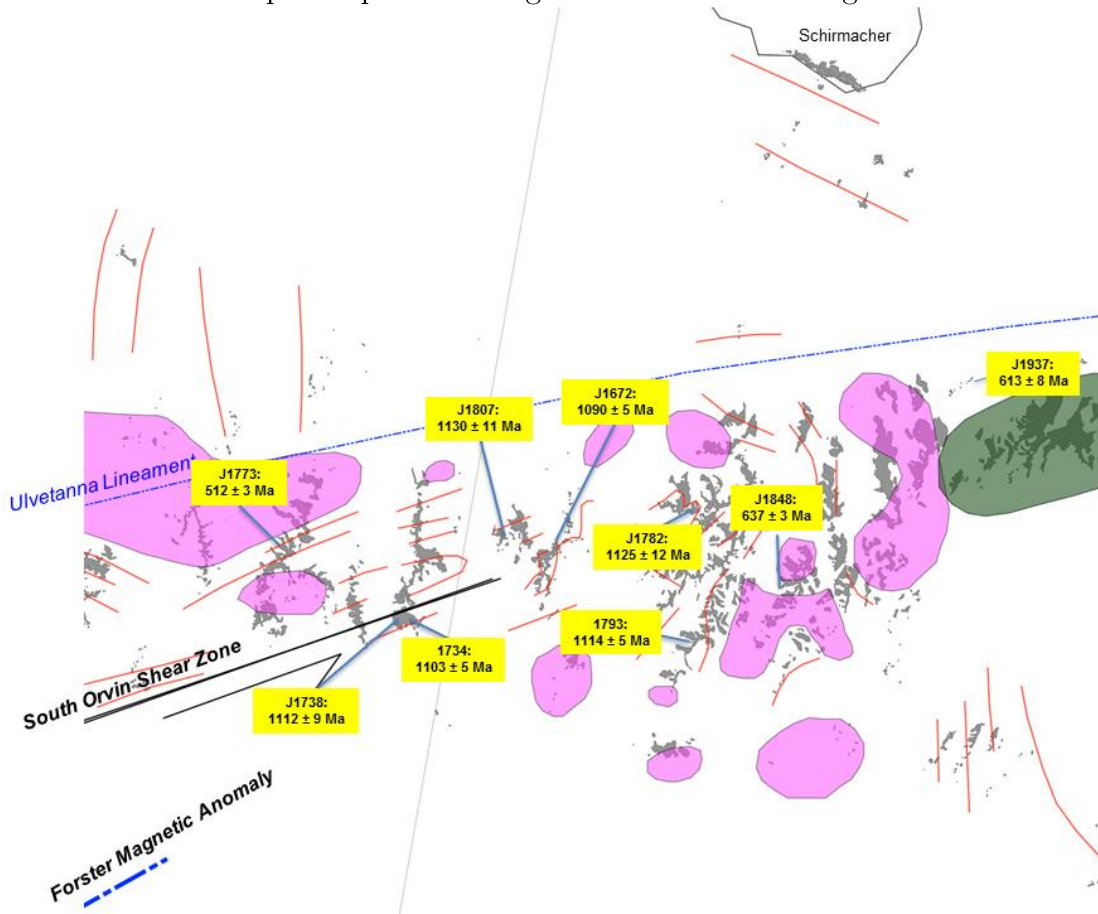 Schirmacher
J1937:
613 ± 8 Ma
J1672:
1090 ± 5 Ma
J1807:
1130 ± 11 Ma
Ulvetanna Lineament
J1773:
512 ± 3 Ma
J1848:
637 ± 3 Ma
J1782:
1125 ± 12 Ma
1793:
1114 ± 5 Ma
1734:
1103 ± 5 Ma
South Orvin Shear Zone
J1738:
1112 ± 9 Ma
Forster Magnetic Anomaly